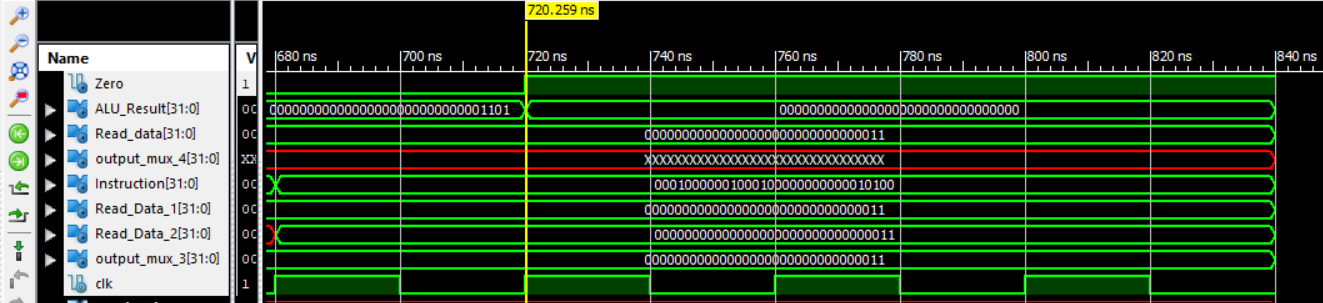 720.259 ns
Name V 680 ns 700 ns 720 ns 740 ns 760 ns 780 ns 800 ns 820 ns 840 ns
Zero 1
ALU_Result[31:0] 00 00000000000000000000000000001101 00000000000000000000000000000000
Read_data[31:0] 00 00000000000000000000000000000011
output_mux_4[31:0] XX XXXXXXXXXXXXXXXXXXXXXXXXXXXXXXXX
Instruction[31:0] 00 00010000001000100000000000010100
Read_Data_1[31:0] 00 00000000000000000000000000000011
Read_Data_2[31:0] 00 00000000000000000000000000000011
output_mux_3[31:0] 00 00000000000000000000000000000011
clk 1